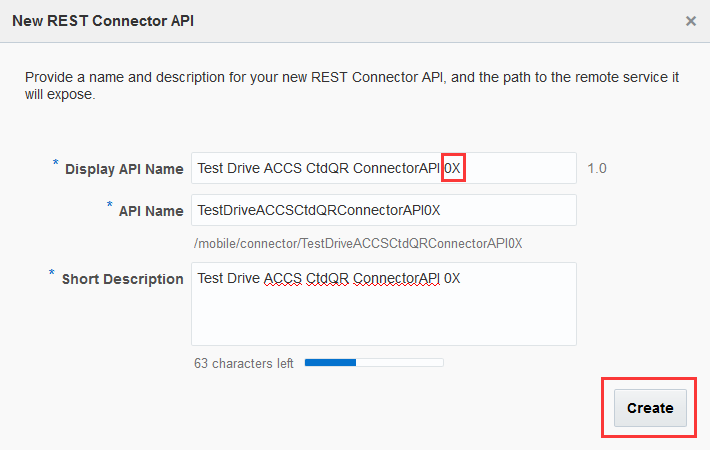 New REST Connector API
Provide a name and description for your new REST Connector API, and the path to the remote service it
will expose.
* Display API Name Test Drive ACCS CtdQR ConnectorAPI 0X 1.0
* API Name TestDriveACCSCtdQRConnectorAPI0X
/mobile/connector/TestDriveACCSCtdQRConnectorAPI0X
* Short Description Test Drive ACCS CtdQR ConnectorAPI 0X
63 characters left
Create